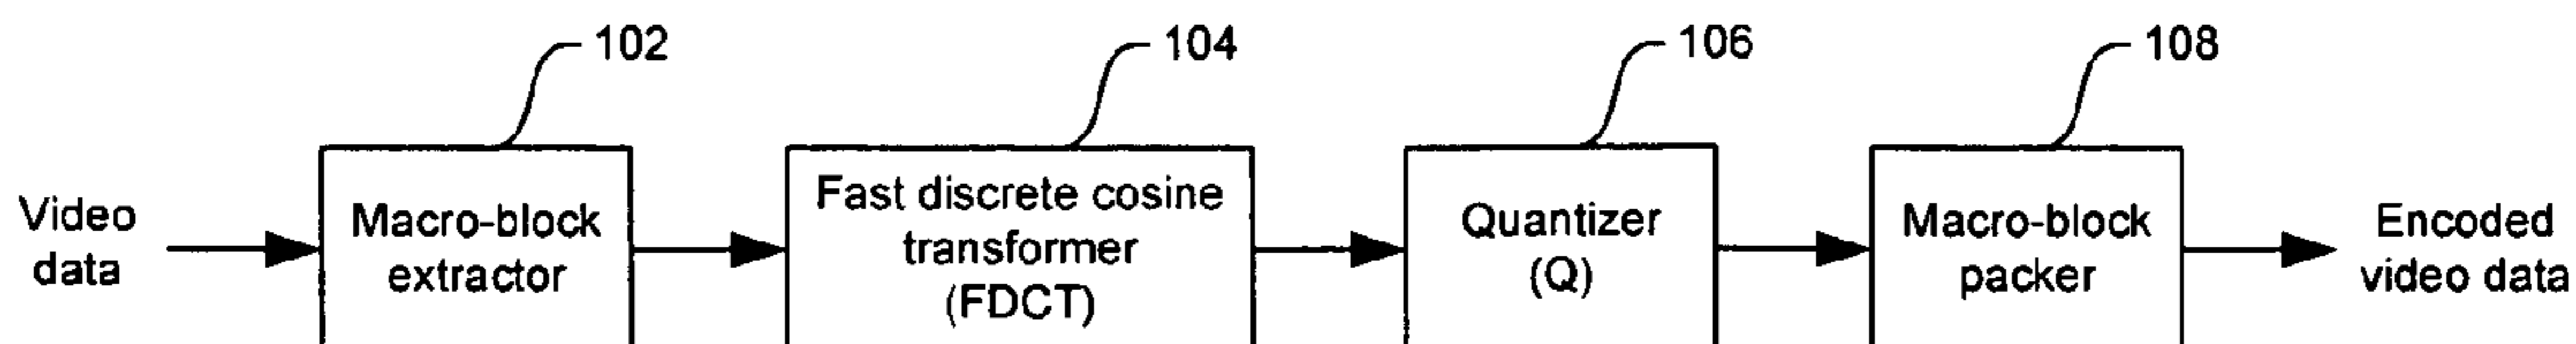 102
104
106
108
Video
data
Macro-block
extractor
Fast discrete cosine
transformer
(FDCT)
Quantizer
(Q)
Macro-block
packer
Encoded
video data